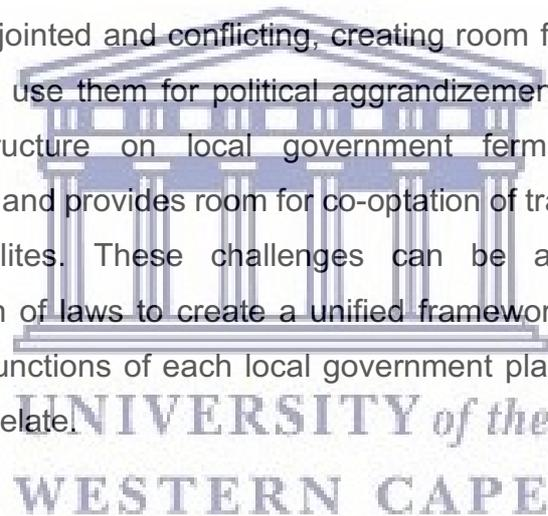 jointed and conflicting, creating room f
use them for political aggrandizemen
ucture on local government ferm
and provides room for co-optation of tra
lites. These challenges can be a
n of laws to create a unified framewor
unctions of each local government pla
elate.
UNIVERSITY of the
WESTERN CAPE